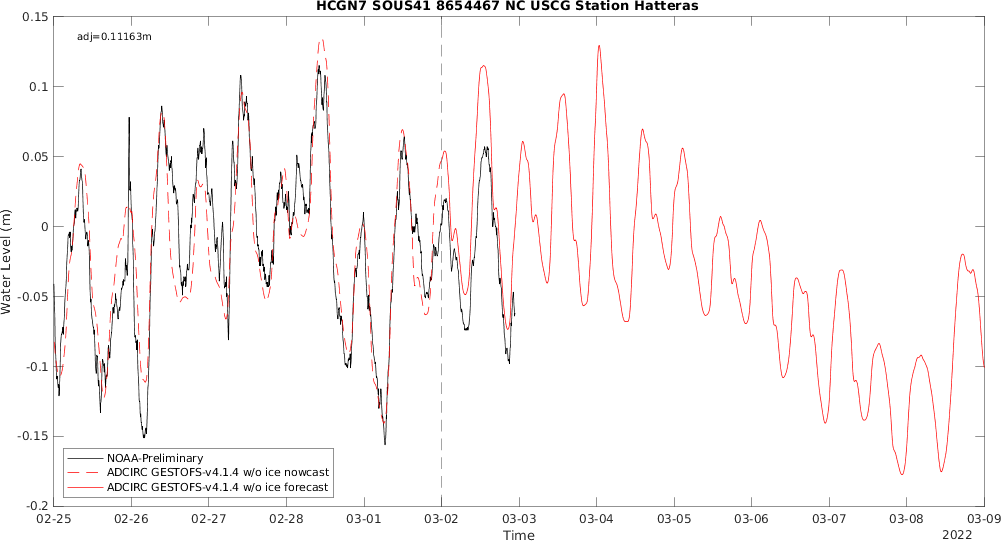 HCGN7 SOUS41 8654467 NC USCG Station Hatteras
adj=0.11163m
0.15
0.1
0.05
0
-0.05
-0.1
-0.15
-0.2
Water Level (m)
NOAA-Preliminary
ADCIRC GESTOFS-v4.1.4 w/o ice nowcast
ADCIRC GESTOFS-v4.1.4 w/o ice forecast
02-25 02-26 02-27 02-28 03-01 03-02 03-03 03-04 03-05 03-06 03-07 03-08 03-09
Time
2022